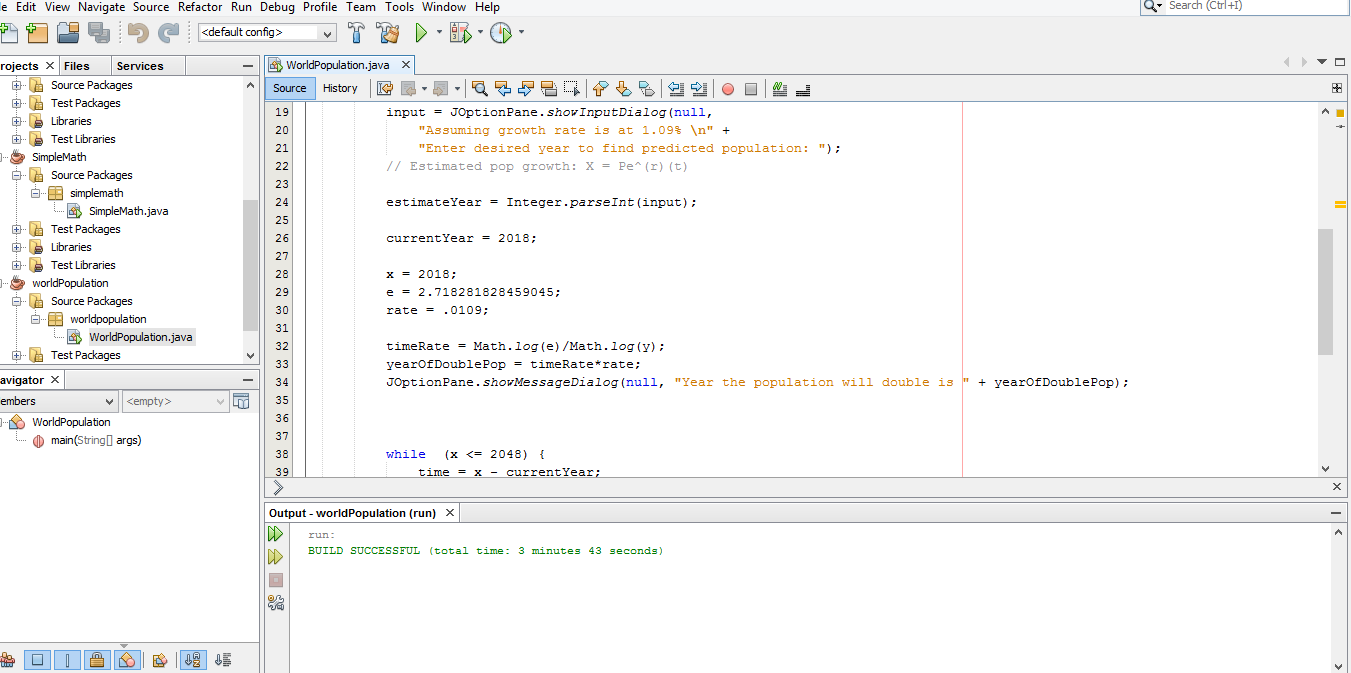 le Edit View Navigate Source Refactor Run Debug Profile Team Tools Window Help
Search (Ctrl+I)
<default config>
rojects Files Services
Source Packages
Test Packages
Libraries
Test Libraries
SimpleMath
Source Packages
simplemath
SimpleMath.java
Test Packages
Libraries
Test Libraries
worldPopulation
Source Packages
worldpopulation
WorldPopulation.java
Test Packages
avigator
embers <empty>
WorldPopulation
main(String[] args)
WorldPopulation.java
Source History
19 input = JOptionPane.showInputDialog(null,
20 "Assuming growth rate is at 1.09% \n" +
21 "Enter desired year to find predicted population: ");
22 // Estimated pop growth: X = Pe^(r)(t)
23
24 estimateYear = Integer.parseInt(input);
25
26 currentYear = 2018;
27
28 x = 2018;
29 e = 2.718281828459045;
30 rate = .0109;
31
32 timeRate = Math.log(e)/Math.log(y);
33 yearOfDoublePop = timeRate*rate;
34 JOptionPane.showMessageDialog(null, "Year the population will double is " + yearOfDoublePop);
35
36
37
38 while (x <= 2048) {
39 time = x - currentYear;
Output - worldPopulation (run)
run:
BUILD SUCCESSFUL (total time: 3 minutes 43 seconds)